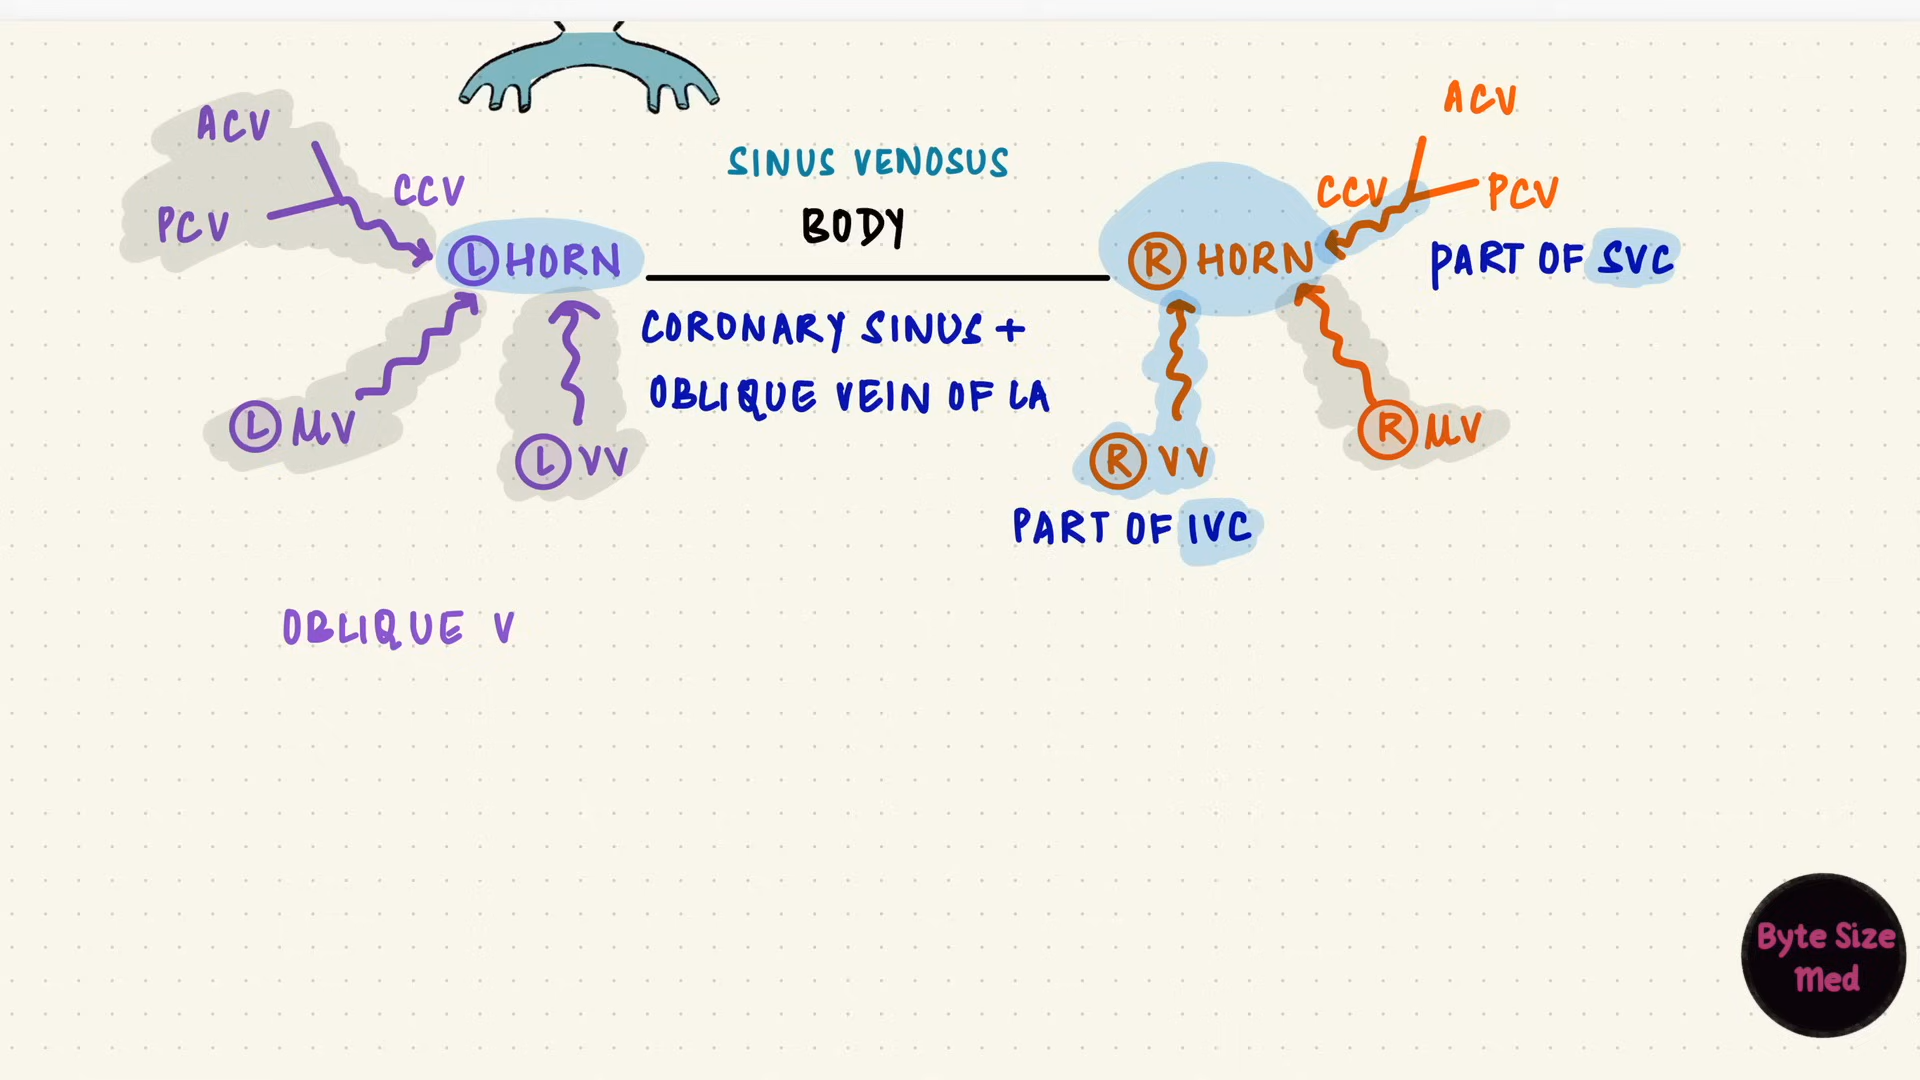 ACV
CCV
PCV
L HORN
L MV
L VV
SINUS VENOSUS
BODY
CORONARY SINUS +
OBLIQUE VEIN OF LA
ACV
CCV
PCV
R HORN
PART OF SVC
R VV
R MV
PART OF IVC
OBLIQUE V
Byte Size
Med